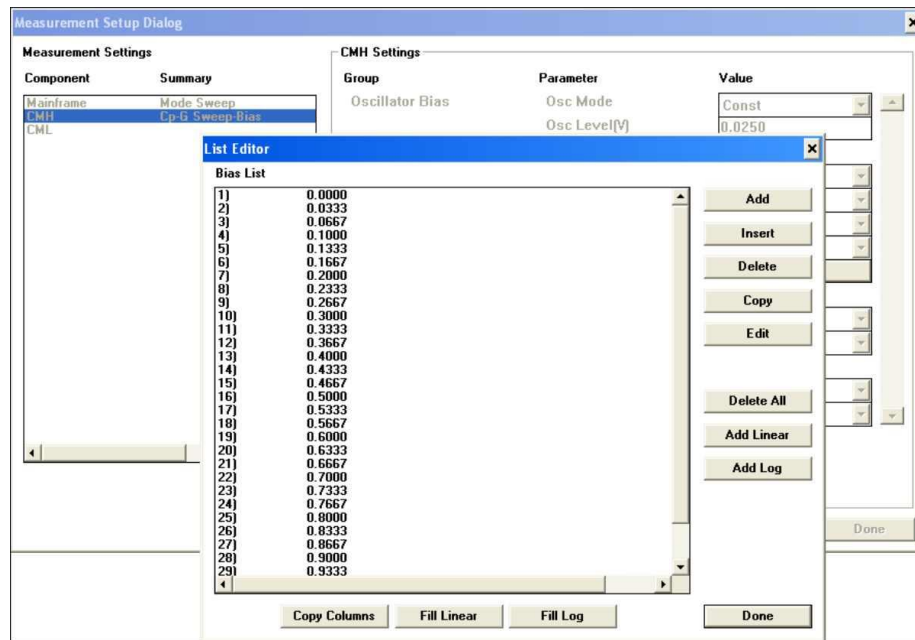 Measurement Setup Dialog
Measurement Settings
Component Summary
Mainframe Mode Sweep
CMH Cp-G Sweep-Bias
CML
CMH Settings
Group Parameter Value
Oscillator Bias Osc Mode Const
Osc Level(V) 0.0250
List Editor
Bias List
1) 0.0000
2) 0.0333
3) 0.0667
4) 0.1000
5) 0.1333
6) 0.1667
7) 0.2000
8) 0.2333
9) 0.2667
10) 0.3000
11) 0.3333
12) 0.3667
13) 0.4000
14) 0.4333
15) 0.4667
16) 0.5000
17) 0.5333
18) 0.5667
19) 0.6000
20) 0.6333
21) 0.6667
22) 0.7000
23) 0.7333
24) 0.7667
25) 0.8000
26) 0.8333
27) 0.8667
28) 0.9000
29) 0.9333
Add
Insert
Delete
Copy
Edit
Delete All
Add Linear
Add Log
Copy Columns Fill Linear Fill Log Done
Done